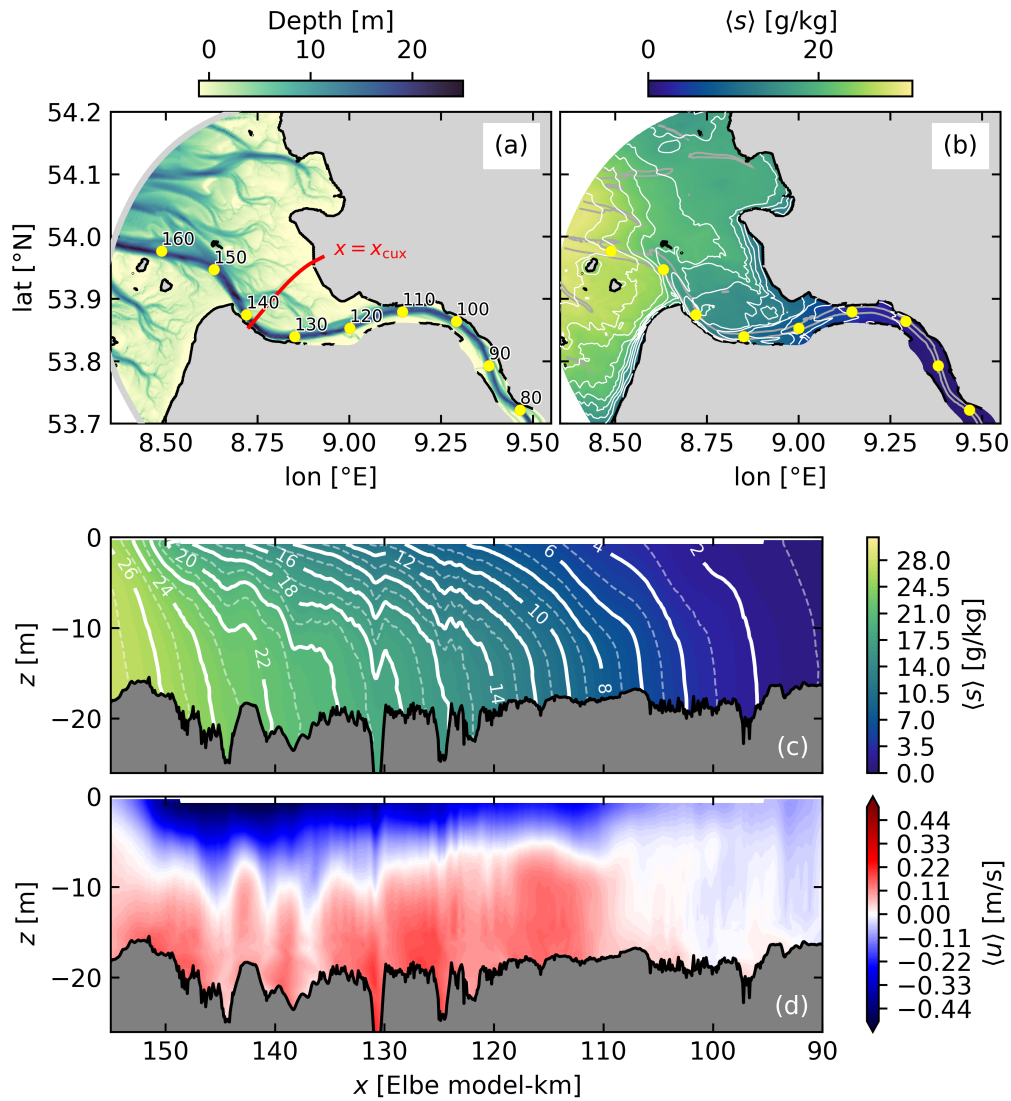 Depth [m]
0 10 20
⟨s⟩ [g/kg]
0 20
54.2
54.1
54.0
53.9
53.8
53.7
lat [°N]
(a)
x = x_cux
160
150
140
130
120
110
100
90
80
8.50 8.75 9.00 9.25 9.50
lon [°E]
(b)
8.50 8.75 9.00 9.25 9.50
lon [°E]
0
−10
−20
z [m]
26 24 20 22 18 16 12 14 10 6 8 4 2
(c)
28.0
24.5
21.0
17.5
14.0
10.5
7.0
3.5
0.0
⟨s⟩ [g/kg]
0
−10
−20
z [m]
(d)
150 140 130 120 110 100 90
x [Elbe model-km]
0.44
0.33
0.22
0.11
0.00
−0.11
−0.22
−0.33
−0.44
⟨u⟩ [m/s]